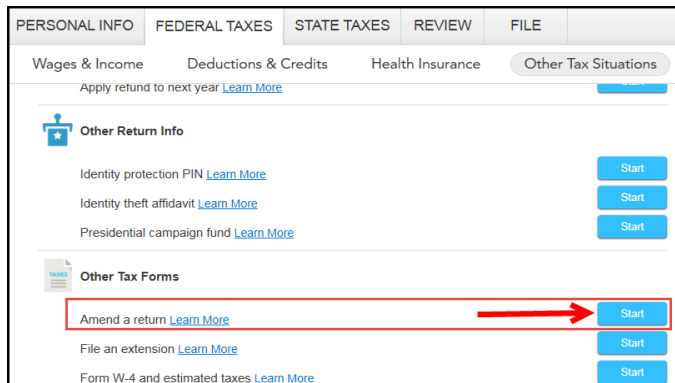 PERSONAL INFO FEDERAL TAXES STATE TAXES REVIEW FILE
Wages & Income Deductions & Credits Health Insurance Other Tax Situations
Apply refund to next year Learn More Start
Other Return Info
Identity protection PIN Learn More Start
Identity theft affidavit Learn More Start
Presidential campaign fund Learn More Start
TAXES Other Tax Forms
Amend a return Learn More Start
File an extension Learn More Start
Form W-4 and estimated taxes Learn More Start